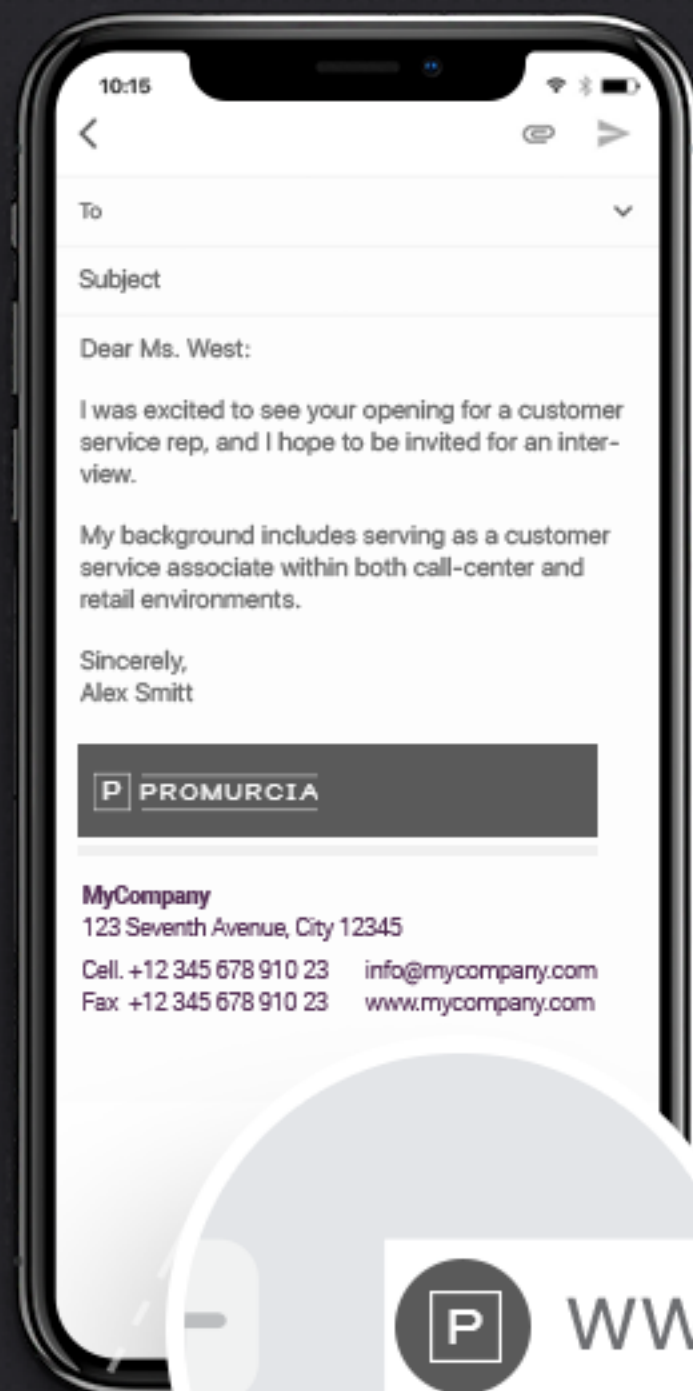 10:15
To
Subject
Dear Ms. West:
I was excited to see your opening for a customer
service rep, and I hope to be invited for an inter-
view.
My background includes serving as a customer
service associate within both call-center and
retail environments.
Sincerely,
Alex Smitt
P PROMURCIA
MyCompany
123 Seventh Avenue, City 12345
Cell. +12 345 678 910 23 info@mycompany.com
Fax +12 345 678 910 23 www.mycompany.com
P